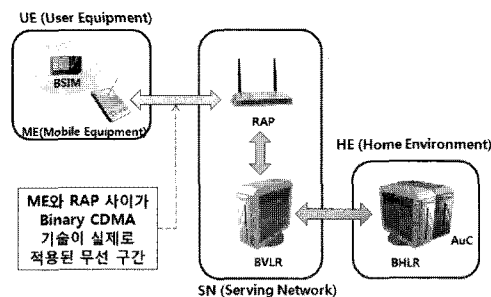 UE (User Equipment)
BSIM
ME(Mobile Equipment)
RAP
HE (Home Environment)
ME와 RAP 사이가
Binary CDMA
기술이 실제로
적용된 무선 구간
BVLR
BHLR
AuC
SN (Serving Network)